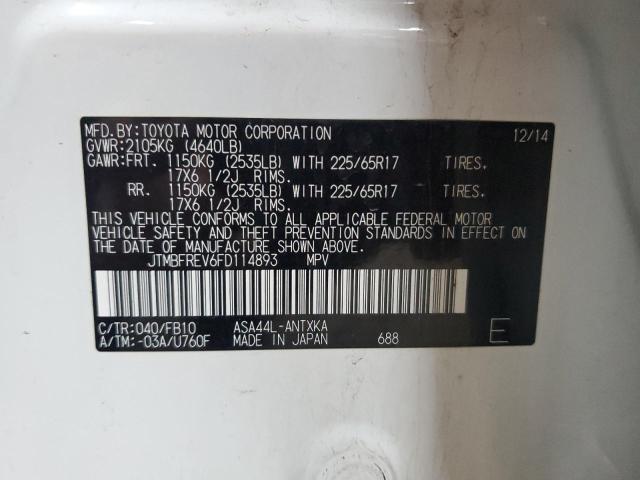 MFD.BY:TOYOTA MOTOR CORPORATION 12/14
GVWR:2105KG (4640LB)
GAWR:FRT. 1150KG (2535LB) WITH 225/65R17 TIRES.
17X6 1/2J RIMS.
RR. 1150KG (2535LB) WITH 225/65R17 TIRES.
17X6 1/2J RIMS.
THIS VEHICLE CONFORMS TO ALL APPLICABLE FEDERAL MOTOR
VEHICLE SAFETY AND THEFT PREVENTION STANDARDS IN EFFECT
ON THE DATE OF MANUFACTURE SHOWN ABOVE.
JTMBFREV6FD114893 MPV
C/TR:040/FB10 ASA44L-ANTXKA
A/TM:-03A/U760F MADE IN JAPAN 688 E